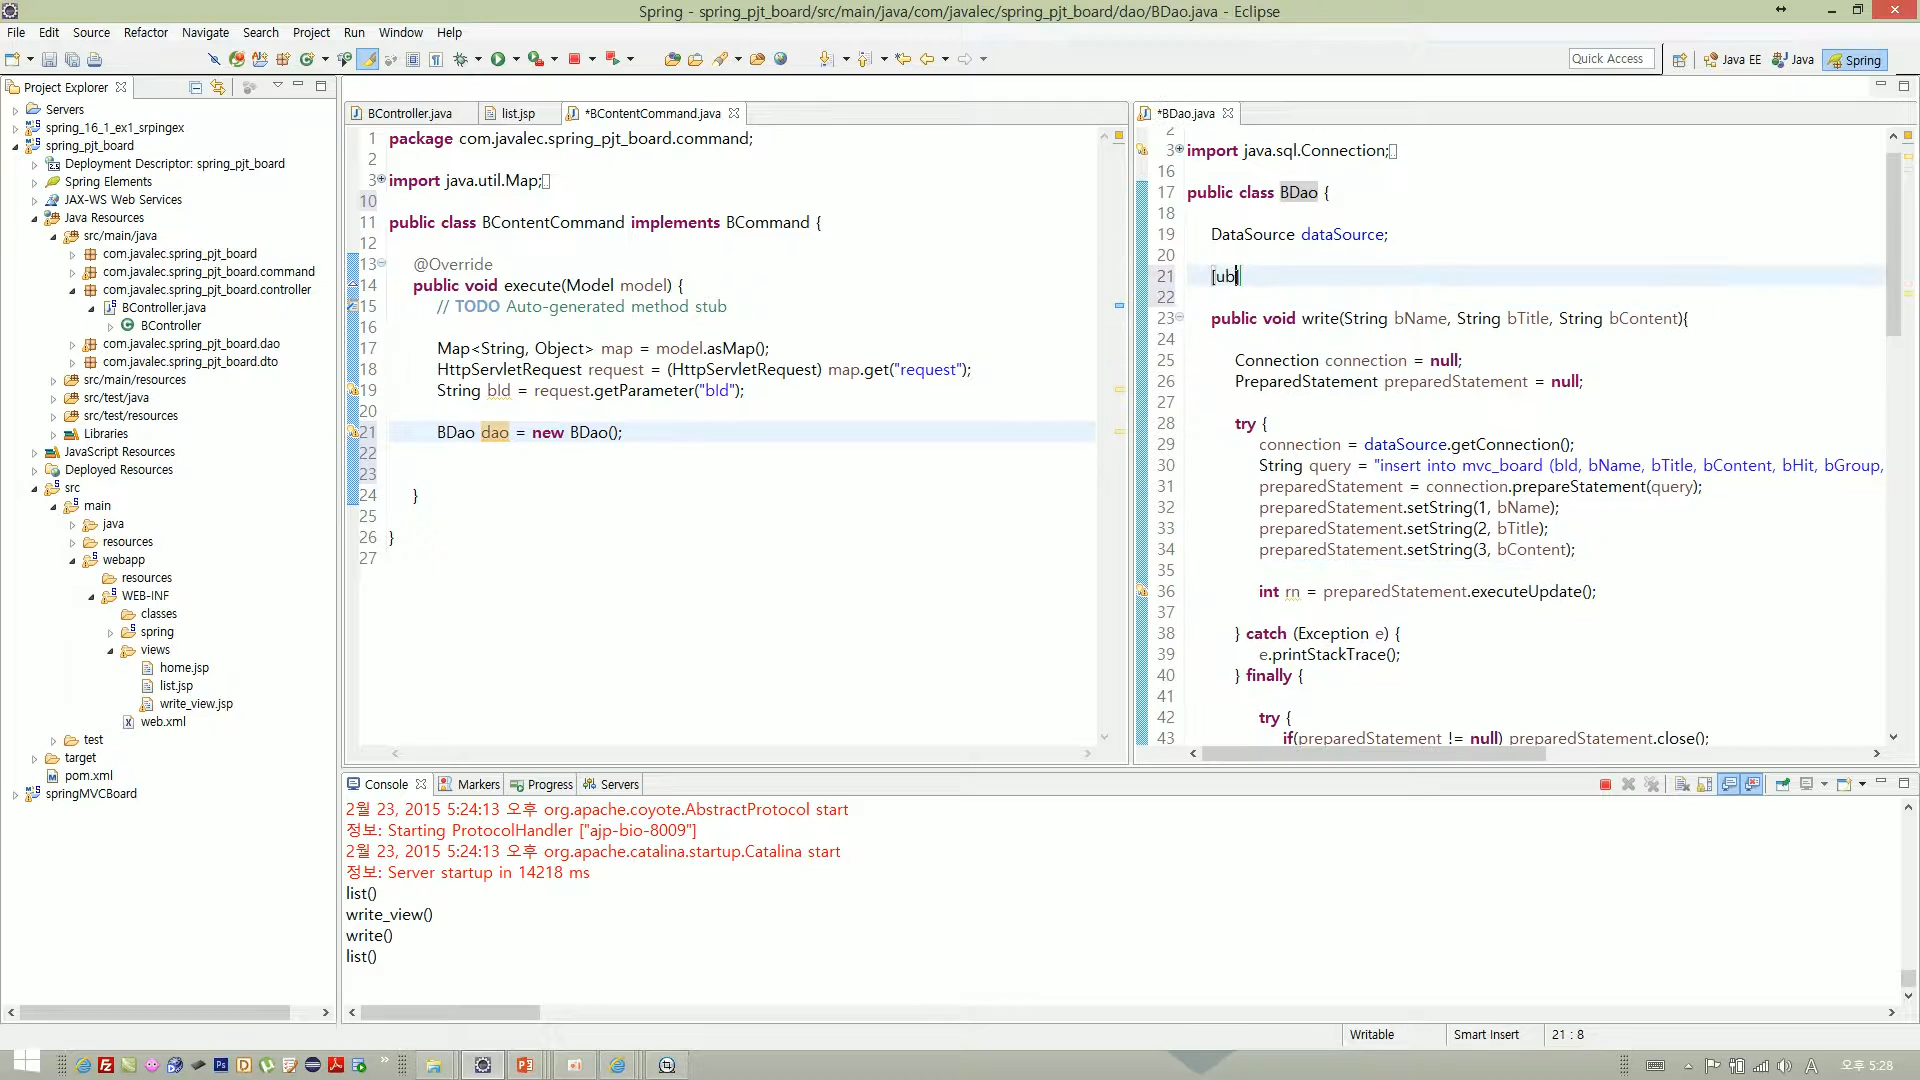 Spring - spring_pjt_board/src/main/java/com/javalec/spring_pjt_board/dao/BDao.java - Eclipse
File Edit Source Refactor Navigate Search Project Run Window Help
Quick Access
Java EE
Java
Spring
Project Explorer
Servers
spring_16_1_ex1_srpingex
spring_pjt_board
Deployment Descriptor: spring_pjt_board
Spring Elements
JAX-WS Web Services
Java Resources
src/main/java
com.javalec.spring_pjt_board
com.javalec.spring_pjt_board.command
com.javalec.spring_pjt_board.controller
BController.java
BController
com.javalec.spring_pjt_board.dao
com.javalec.spring_pjt_board.dto
src/main/resources
src/test/java
src/test/resources
Libraries
JavaScript Resources
Deployed Resources
src
main
java
resources
webapp
resources
WEB-INF
classes
spring
views
home.jsp
list.jsp
write_view.jsp
web.xml
test
target
pom.xml
springMVCBoard
BController.java list.jsp *BContentCommand.java
1 package com.javalec.spring_pjt_board.command;
2
3 import java.util.Map;
10
11 public class BContentCommand implements BCommand {
12
13 @Override
14 public void execute(Model model) {
15 // TODO Auto-generated method stub
16
17 Map<String, Object> map = model.asMap();
18 HttpServletRequest request = (HttpServletRequest) map.get("request");
19 String bId = request.getParameter("bId");
20
21 BDao dao = new BDao();
22
23
24 }
25
26 }
27
*BDao.java
2
3 import java.sql.Connection;
16
17 public class BDao {
18
19 DataSource dataSource;
20
21 [ub]
22
23 public void write(String bName, String bTitle, String bContent){
24
25 Connection connection = null;
26 PreparedStatement preparedStatement = null;
27
28 try {
29 connection = dataSource.getConnection();
30 String query = "insert into mvc_board (bId, bName, bTitle, bContent, bHit, bGroup,
31 preparedStatement = connection.prepareStatement(query);
32 preparedStatement.setString(1, bName);
33 preparedStatement.setString(2, bTitle);
34 preparedStatement.setString(3, bContent);
35
36 int rn = preparedStatement.executeUpdate();
37
38 } catch (Exception e) {
39 e.printStackTrace();
40 } finally {
41
42 try {
43 if(preparedStatement != null) preparedStatement.close();
Console Markers Progress Servers
2월 23, 2015 5:24:13 오후 org.apache.coyote.AbstractProtocol start
정보: Starting ProtocolHandler ["ajp-bio-8009"]
2월 23, 2015 5:24:13 오후 org.apache.catalina.startup.Catalina start
정보: Server startup in 14218 ms
list()
write_view()
write()
list()
Writable Smart Insert 21 : 8
A 오후 5:28